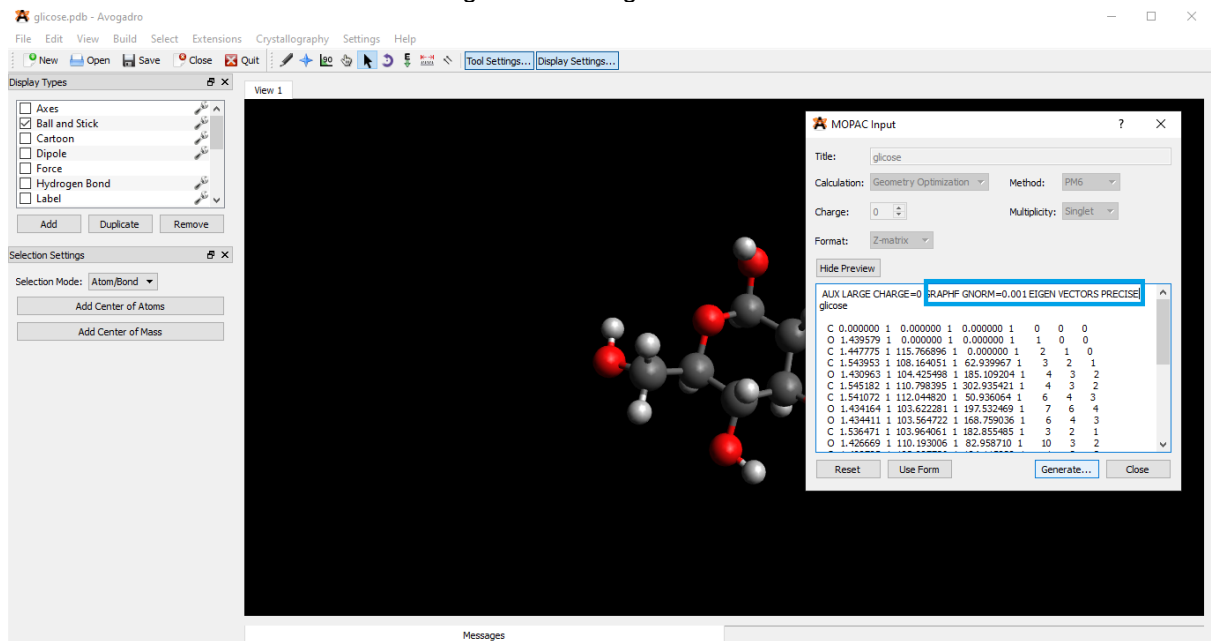 glicose.pdb - Avogadro
File Edit View Build Select Extensions Crystallography Settings Help
New Open Save Close Quit Tool Settings... Display Settings...
Display Types
View 1
Axes
Ball and Stick
Cartoon
Dipole
Force
Hydrogen Bond
Label
Add Duplicate Remove
Selection Settings
Selection Mode: Atom/Bond
Add Center of Atoms
Add Center of Mass
MOPAC Input ?
Title: glicose
Calculation: Geometry Optimization Method: PM6
Charge: 0 Multiplicity: Singlet
Format: Z-matrix
Hide Preview
AUX LARGE CHARGE=0 GRAPHF GNORM=0.001 EIGEN VECTORS PRECISE
glicose
C 0.000000 1 0.000000 1 0.000000 1 0 0 0
O 1.439579 1 0.000000 1 0.000000 1 1 0 0
C 1.447775 1 115.766896 1 0.000000 1 2 1 0
C 1.543953 1 108.164051 1 62.939967 1 3 2 1
O 1.430963 1 104.425498 1 185.109204 1 4 3 2
C 1.545182 1 110.798395 1 302.935421 1 4 3 2
C 1.541072 1 112.044820 1 50.936064 1 6 4 3
O 1.434164 1 103.622281 1 197.532469 1 7 6 4
O 1.434411 1 103.564722 1 168.759036 1 6 4 3
C 1.536471 1 103.964061 1 182.855485 1 3 2 1
O 1.426669 1 110.193006 1 82.958710 1 10 3 2
Reset Use Form Generate... Close
Messages